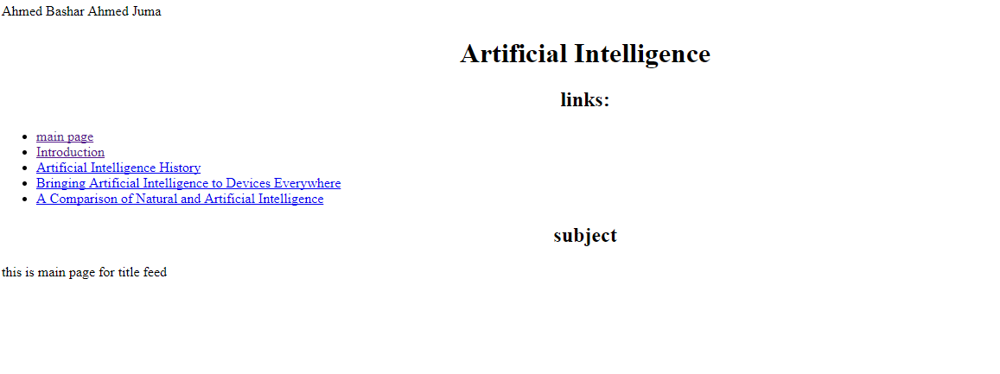 Ahmed Bashar Ahmed Juma
Artificial Intelligence
links:
main page
Introduction
Artificial Intelligence History
Bringing Artificial Intelligence to Devices Everywhere
A Comparison of Natural and Artificial Intelligence
subject
this is main page for title feed